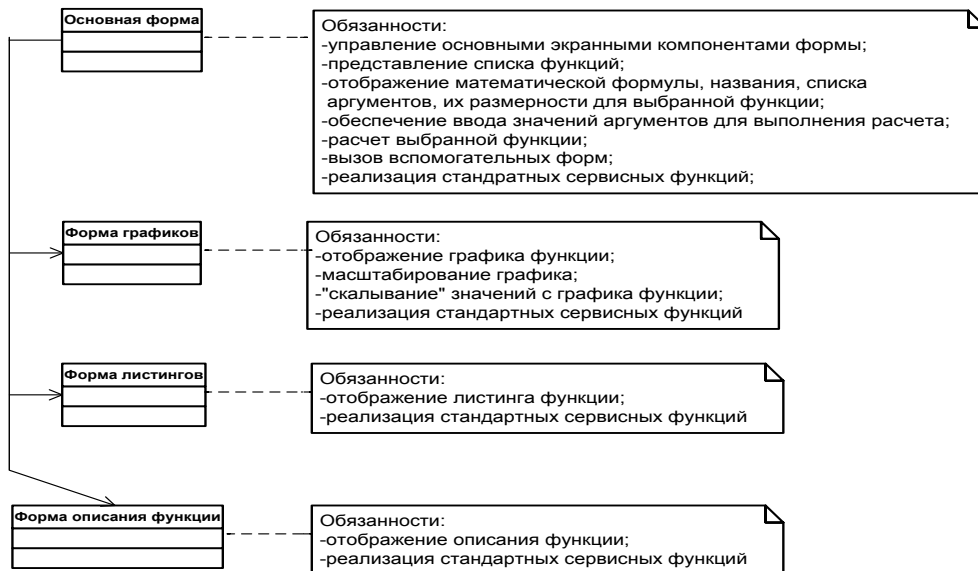 Основная форма
Обязанности:
-управление основными экранными компонентами формы;
-представление списка функций;
-отображение математической формулы, названия, списка
аргументов, их размерности для выбранной функции;
-обеспечение ввода значений аргументов для выполнения расчета;
-расчет выбранной функции;
-вызов вспомогательных форм;
-реализация стандратных сервисных функций;
Форма графиков
Обязанности:
-отображение графика функции;
-масштабирование графика;
-"скалывание" значений с графика функции;
-реализация стандартных сервисных функций
Форма листингов
Обязанности:
-отображение листинга функции;
-реализация стандартных сервисных функций
Форма описания функции
Обязанности:
-отображение описания функции;
-реализация стандартных сервисных функций